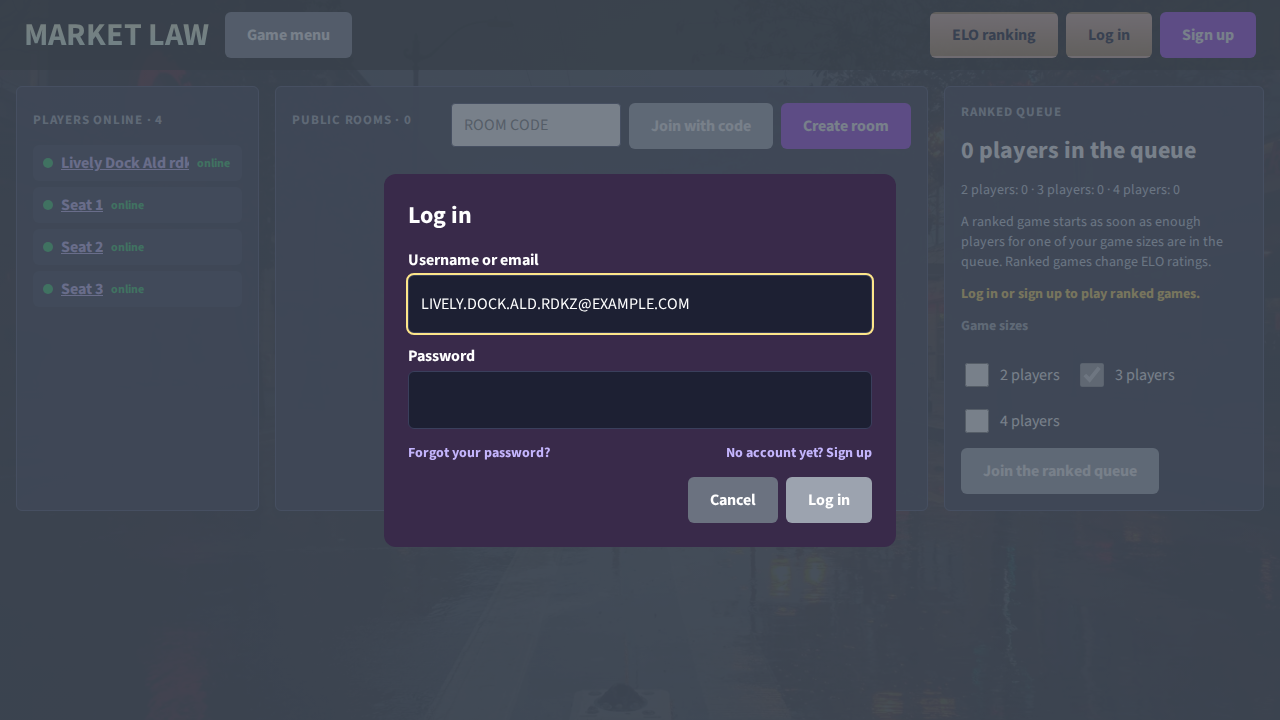 MARKET LAW
Game menu
ELO ranking
Log in
Sign up
PLAYERS ONLINE · 4
Lively Dock Ald rdk online
Seat 1 online
Seat 2 online
Seat 3 online
PUBLIC ROOMS · 0
ROOM CODE
Join with code
Create room
Log in
Username or email
LIVELY.DOCK.ALD.RDKZ@EXAMPLE.COM
Password
Forgot your password?
No account yet? Sign up
Cancel
Log in
RANKED QUEUE
0 players in the queue
2 players: 0 · 3 players: 0 · 4 players: 0
A ranked game starts as soon as enough
players for one of your game sizes are in the
queue. Ranked games change ELO ratings.
Log in or sign up to play ranked games.
Game sizes
2 players
3 players
4 players
Join the ranked queue